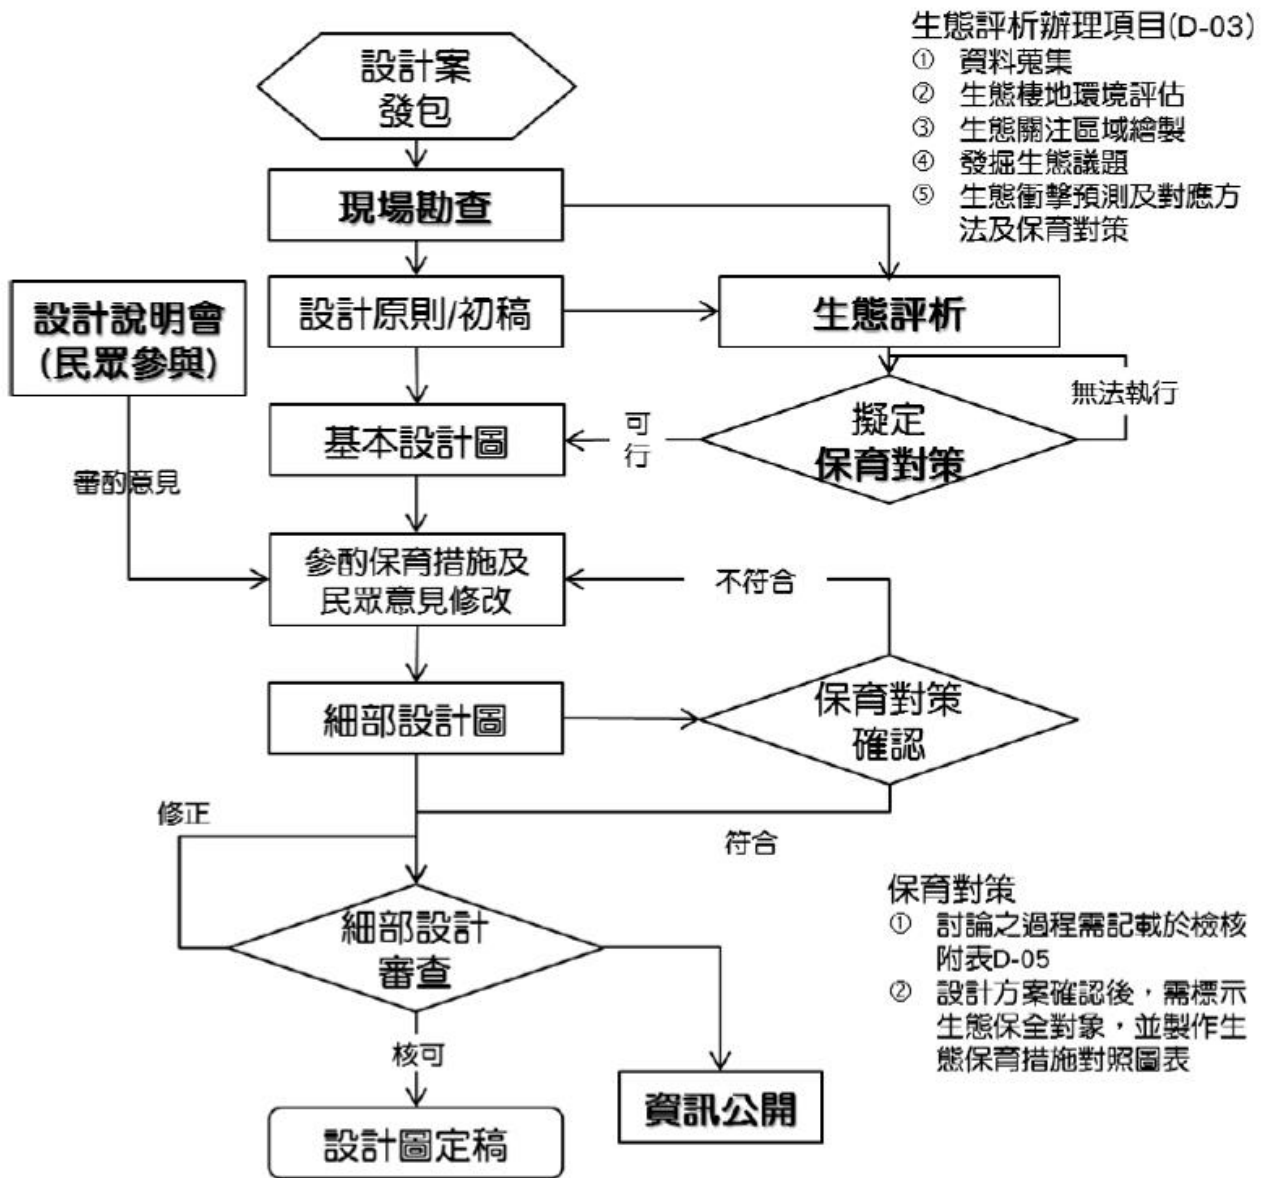 生態評析辦理項目(D-03)
① 資料蒐集
② 生態棲地環境評估
③ 生態關注區域繪製
④ 發掘生態議題
⑤ 生態衝擊預測及對應方
法及保育對策
設計案
發包
現場勘查
設計原則/初稿
生態評析
設計說明會
(民眾參與)
無法執行
擬定
保育對策
可
行
基本設計圖
審酌意見
參酌保育措施及
民眾意見修改
不符合
細部設計圖
保育對策
確認
修正
符合
細部設計
審查
保育對策
① 討論之過程需記載於檢核
附表D-05
② 設計方案確認後，需標示
生態保全對象，並製作生
態保育措施對照圖表
核可
資訊公開
設計圖定稿